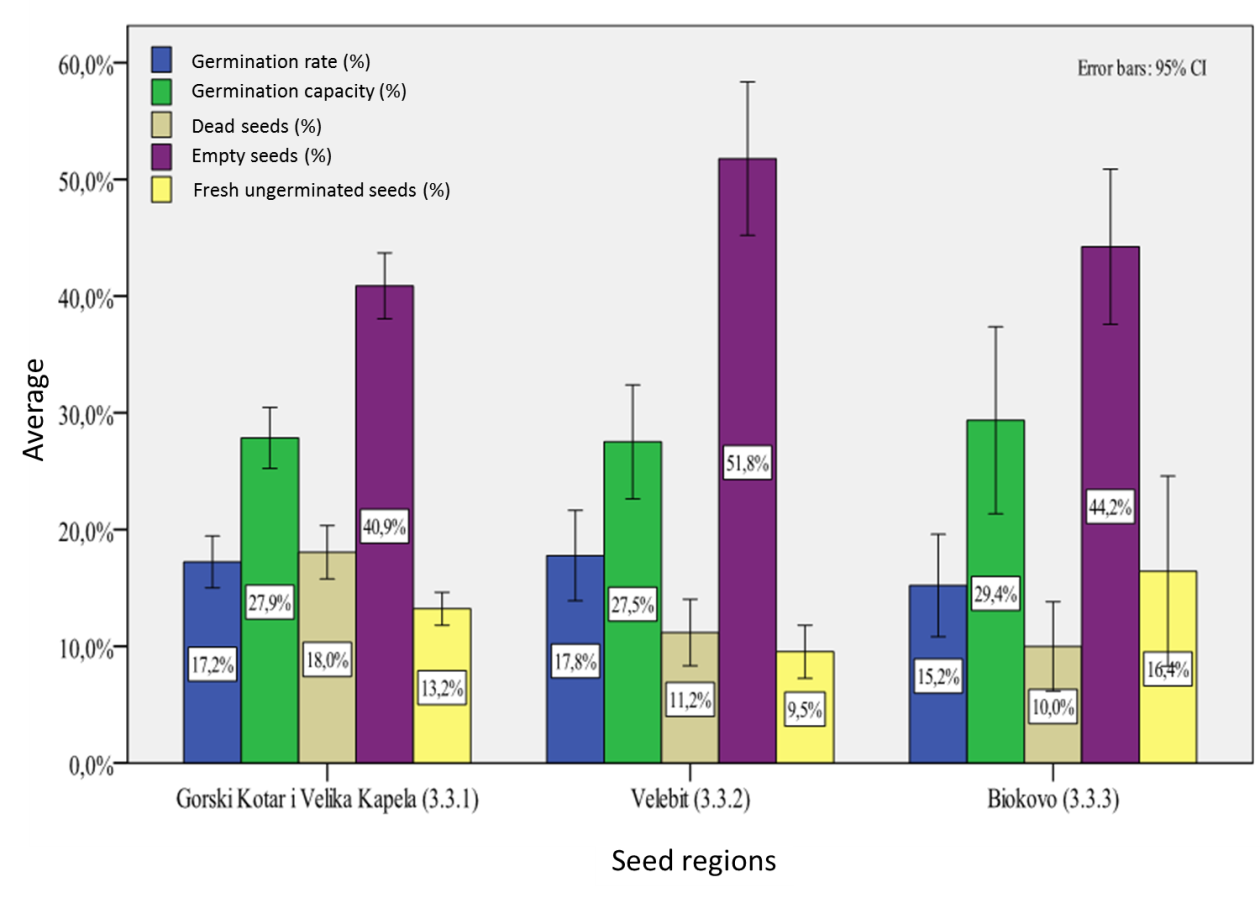 Germination rate (%)
Germination capacity (%)
Dead seeds (%)
Empty seeds (%)
Fresh ungerminated seeds (%)
Error bars: 95% CI
Average
60,0%
50,0%
40,0%
30,0%
20,0%
10,0%
0,0%
17,2%
27,9%
18,0%
40,9%
13,2%
17,8%
27,5%
11,2%
51,8%
9,5%
15,2%
29,4%
10,0%
44,2%
16,4%
Gorski Kotar i Velika Kapela (3.3.1)
Velebit (3.3.2)
Biokovo (3.3.3)
Seed regions